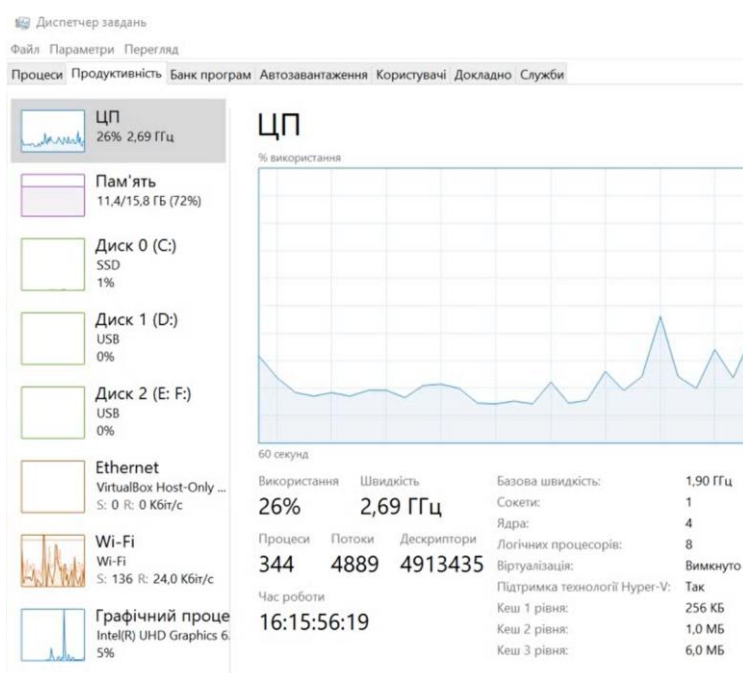 Диспетчер завдань
Файл Параметри Перегляд
Процеси Продуктивність Банк програм Автозавантаження Користувачі Докладно Служби
ЦП
26% 2,69 ГГц
Пам'ять
11,4/15,8 ГБ (72%)
Диск 0 (C:)
SSD
1%
Диск 1 (D:)
USB
0%
Диск 2 (E: F:)
USB
0%
Ethernet
VirtualBox Host-Only ...
S: 0 R: 0 Кбіт/с
Wi-Fi
Wi-Fi
S: 136 R: 24,0 Кбіт/с
Графічний проце
Intel(R) UHD Graphics 6.
5%
ЦП
% використання
60 секунд
Використання Швидкість
26% 2,69 ГГц
Процеси Потоки Дескриптори
344 4889 4913435
Час роботи
16:15:56:19
Базова швидкість: 1,90 ГГц
Сокети: 1
Ядра: 4
Логічних процесорів: 8
Віртуалізація: Вимкнуто
Підтримка технології Hyper-V: Так
Кеш 1 рівня: 256 КБ
Кеш 2 рівня: 1,0 МБ
Кеш 3 рівня: 6,0 МБ